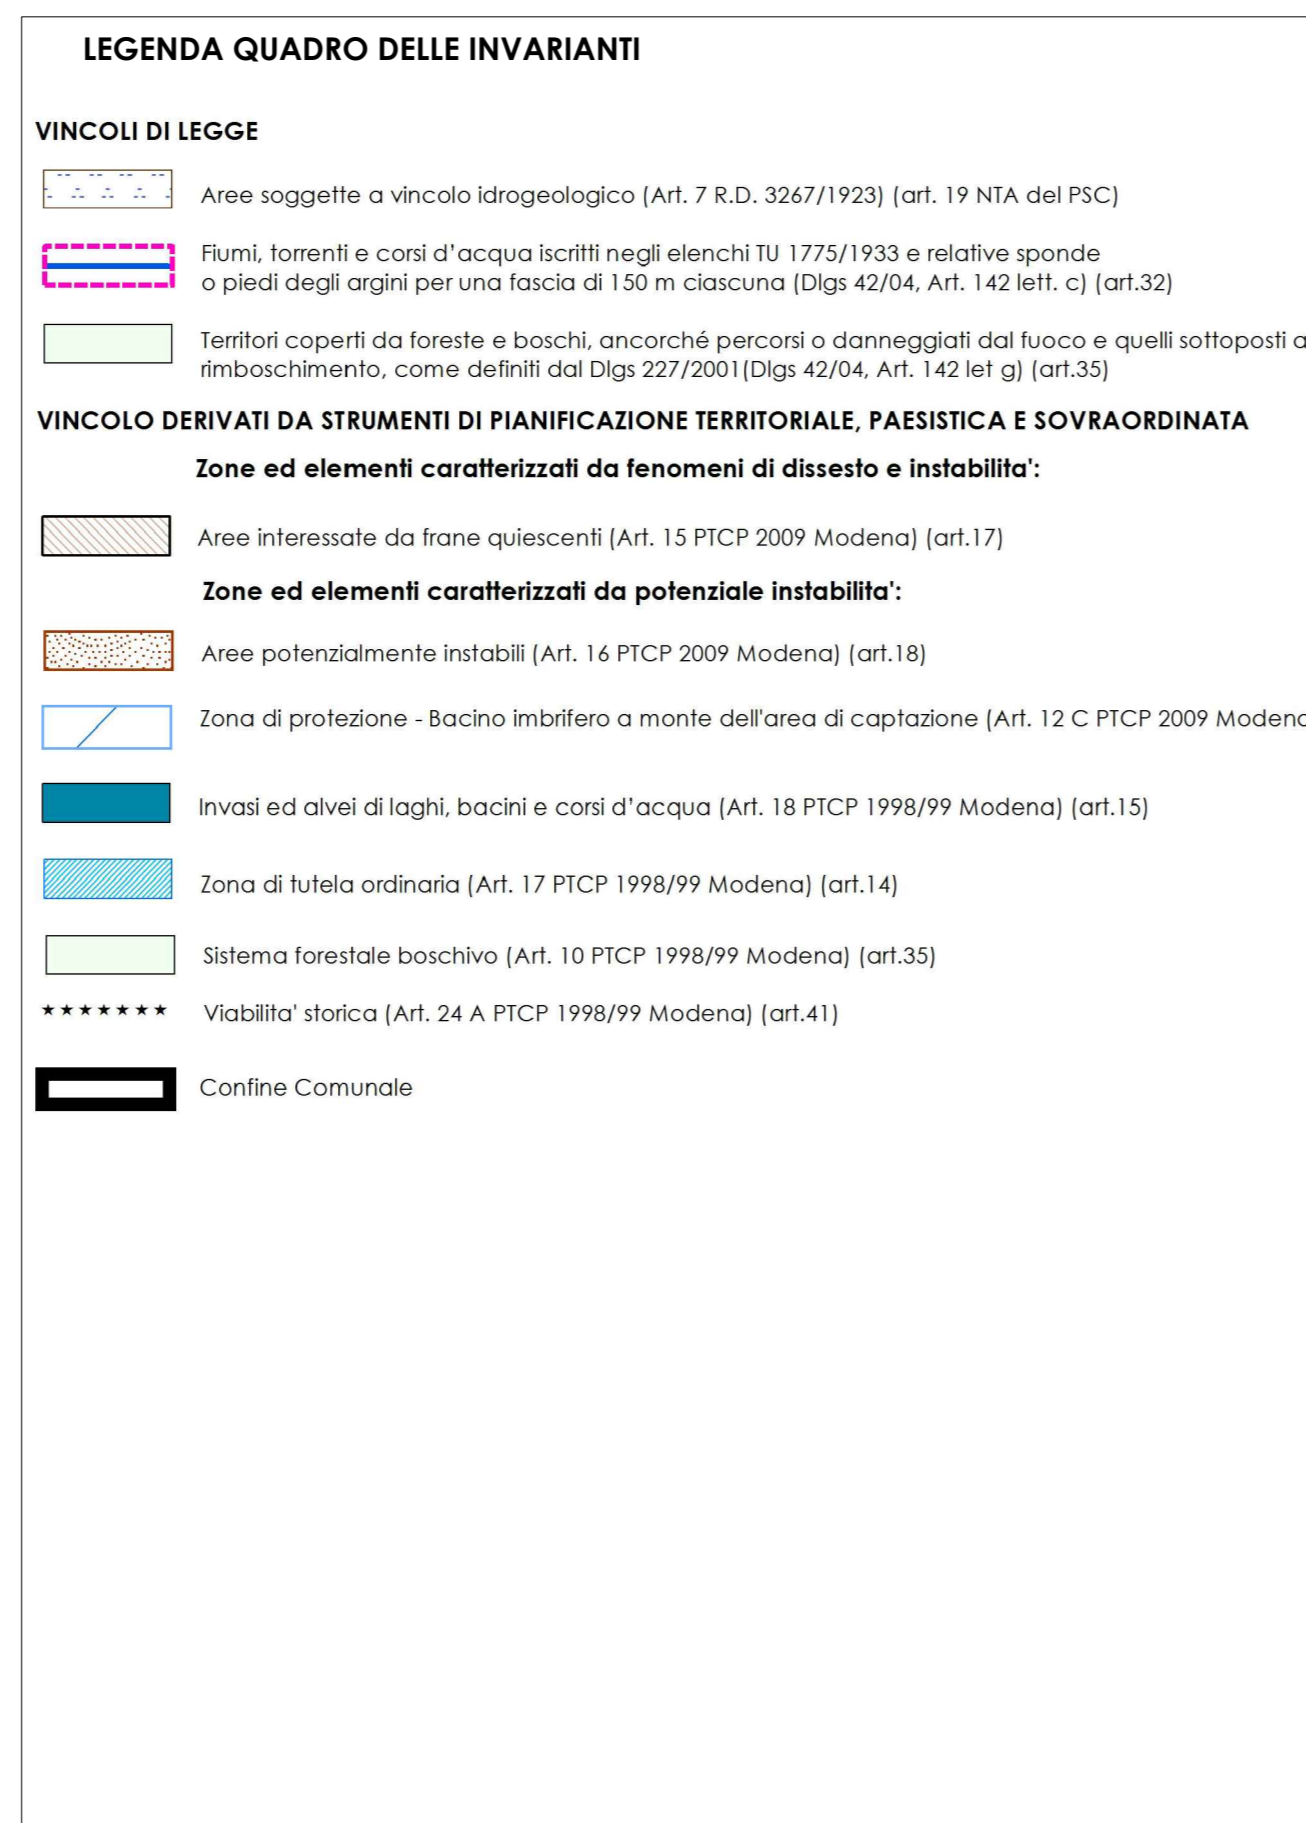 LEGENDA QUADRO DELLE INVARIANTI
VINCOLI DI LEGGE
Aree soggette a vincolo idrogeologico (Art. 7 R.D. 3267/1923) (art. 19 NTA del PSC)
Fiumi, torrenti e corsi d'acqua iscritti negli elenchi TU 1775/1933 e relative sponde
o piedi degli argini per una fascia di 150 m ciascuna (Dlgs 42/04, Art. 142 lett. c) (art.32)
Territori coperti da foreste e boschi, ancorché percorsi o danneggiati dal fuoco e quelli sottoposti a
rimboschimento, come definiti dal Dlgs 227/2001(Dlgs 42/04, Art. 142 let g) (art.35)
VINCOLO DERIVATI DA STRUMENTI DI PIANIFICAZIONE TERRITORIALE, PAESISTICA E SOVRAORDINATA
Zone ed elementi caratterizzati da fenomeni di dissesto e instabilita':
Aree interessate da frane quiescenti (Art. 15 PTCP 2009 Modena) (art.17)
Zone ed elementi caratterizzati da potenziale instabilita':
Aree potenzialmente instabili (Art. 16 PTCP 2009 Modena) (art.18)
Zona di protezione - Bacino imbrifero a monte dell'area di captazione (Art. 12 C PTCP 2009 Modena
Invasi ed alvei di laghi, bacini e corsi d'acqua (Art. 18 PTCP 1998/99 Modena) (art.15)
Zona di tutela ordinaria (Art. 17 PTCP 1998/99 Modena) (art.14)
Sistema forestale boschivo (Art. 10 PTCP 1998/99 Modena) (art.35)
Viabilita' storica (Art. 24 A PTCP 1998/99 Modena) (art.41)
Confine Comunale